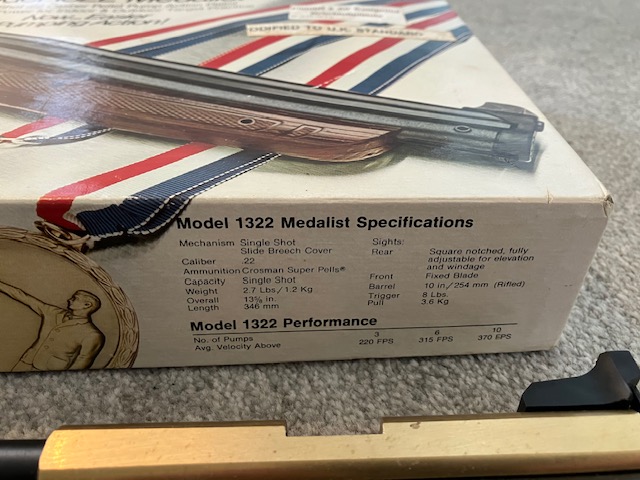 Now, Easier
Pumping Action!
Model 1322 Medalist Specifications
Mechanism Single Shot
Slide Breech Cover
Caliber .22
Ammunition Crosman Super Pells®
Capacity Single Shot
Weight 2.7 Lbs/1.2 Kg
Overall 13⅝ in.
Length 346 mm
Sights:
Rear Square notched, fully
adjustable for elevation
and windage
Front Fixed Blade
Barrel 10 in/254 mm (Rifled)
Trigger 8 Lbs.
Pull 3.6 Kg
Model 1322 Performance
No. of Pumps 3 6 10
Avg. Velocity Above 220 FPS 315 FPS 370 FPS